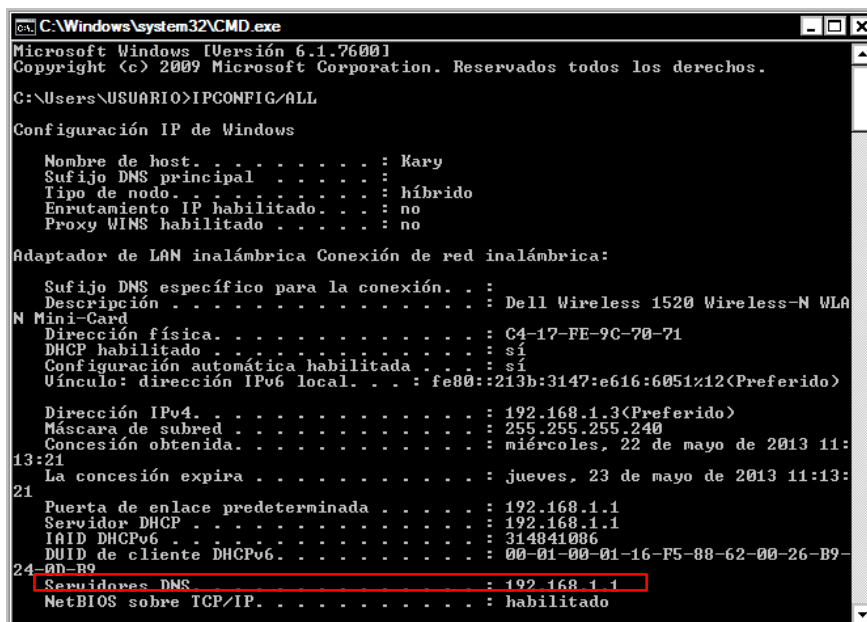 C:\Windows\system32\CMD.exe
Microsoft Windows [Versión 6.1.7600]
Copyright (c) 2009 Microsoft Corporation. Reservados todos los derechos.
C:\Users\USUARIO>IPCONFIG/ALL
Configuración IP de Windows
Nombre de host. . . . . . . . . : Kary
Sufijo DNS principal . . . . . :
Tipo de nodo. . . . . . . . . . : híbrido
Enrutamiento IP habilitado. . . : no
Proxy WINS habilitado . . . . . : no
Adaptador de LAN inalámbrica Conexión de red inalámbrica:
Sufijo DNS específico para la conexión. . :
Descripción . . . . . . . . . . . . . . . : Dell Wireless 1520 Wireless-N WLA
N Mini-Card
Dirección física. . . . . . . . . . . . . : C4-17-FE-9C-70-71
DHCP habilitado . . . . . . . . . . . . . : sí
Configuración automática habilitada . . . : sí
Vínculo: dirección IPv6 local. . . : fe80::213b:3147:e616:6051%12(Preferido)
Dirección IPv4. . . . . . . . . . . . . . : 192.168.1.3(Preferido)
Máscara de subred . . . . . . . . . . . . : 255.255.255.240
Concesión obtenida. . . . . . . . . . . . : miércoles, 22 de mayo de 2013 11:
13:21
La concesión expira . . . . . . . . . . . : jueves, 23 de mayo de 2013 11:13:
21
Puerta de enlace predeterminada . . . . . : 192.168.1.1
Servidor DHCP . . . . . . . . . . . . . . : 192.168.1.1
IAID DHCPv6 . . . . . . . . . . . . . . . : 314841086
DUID de cliente DHCPv6. . . . . . . . . . : 00-01-00-01-16-F5-88-62-00-26-B9-
24-0D-B9
Servidores DNS. . . . . . . . . . . . . . : 192.168.1.1
NetBIOS sobre TCP/IP. . . . . . . . . . . : habilitado